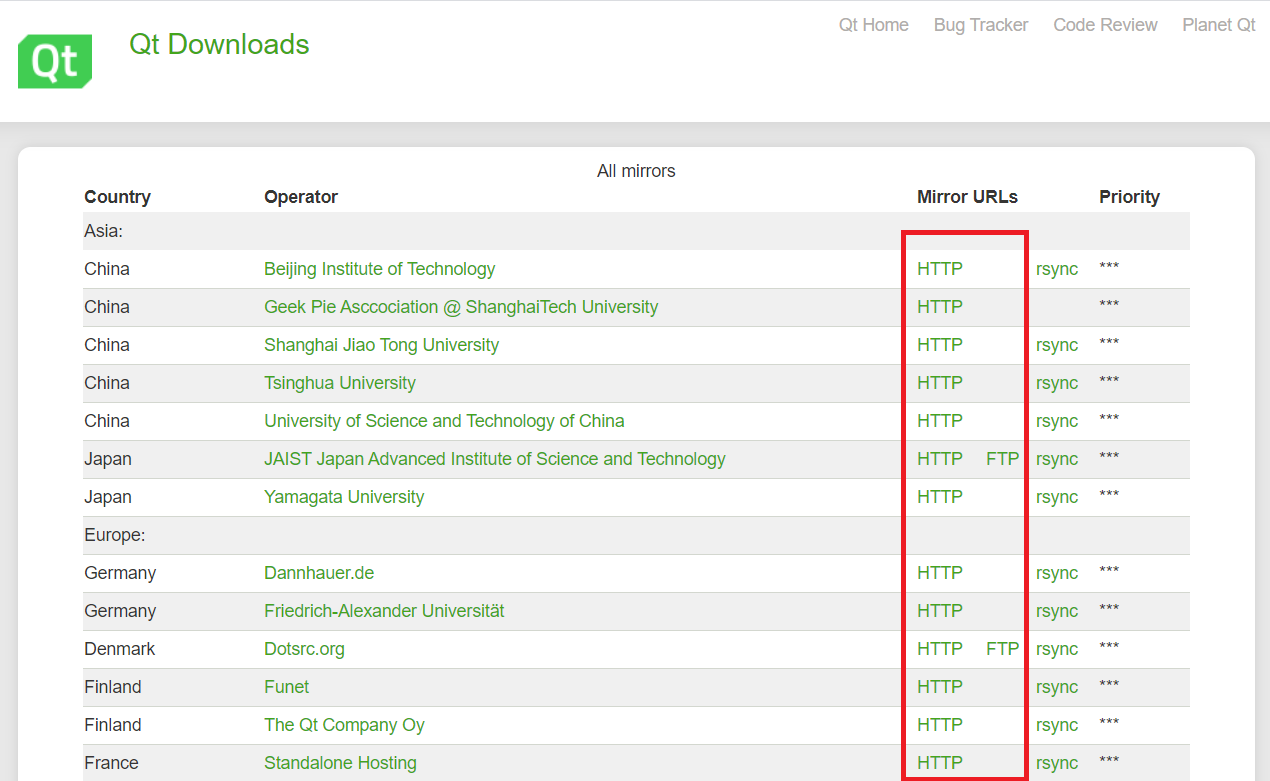 Qt Home Bug Tracker Code Review Planet Qt
Qt Qt Downloads
All mirrors
Country Operator Mirror URLs Priority
Asia:
China Beijing Institute of Technology HTTP rsync ***
China Geek Pie Asccociation @ ShanghaiTech University HTTP ***
China Shanghai Jiao Tong University HTTP rsync ***
China Tsinghua University HTTP rsync ***
China University of Science and Technology of China HTTP rsync ***
Japan JAIST Japan Advanced Institute of Science and Technology HTTP FTP rsync ***
Japan Yamagata University HTTP rsync ***
Europe:
Germany Dannhauer.de HTTP rsync ***
Germany Friedrich-Alexander Universität HTTP rsync ***
Denmark Dotsrc.org HTTP FTP rsync ***
Finland Funet HTTP rsync ***
Finland The Qt Company Oy HTTP rsync ***
France Standalone Hosting HTTP rsync ***